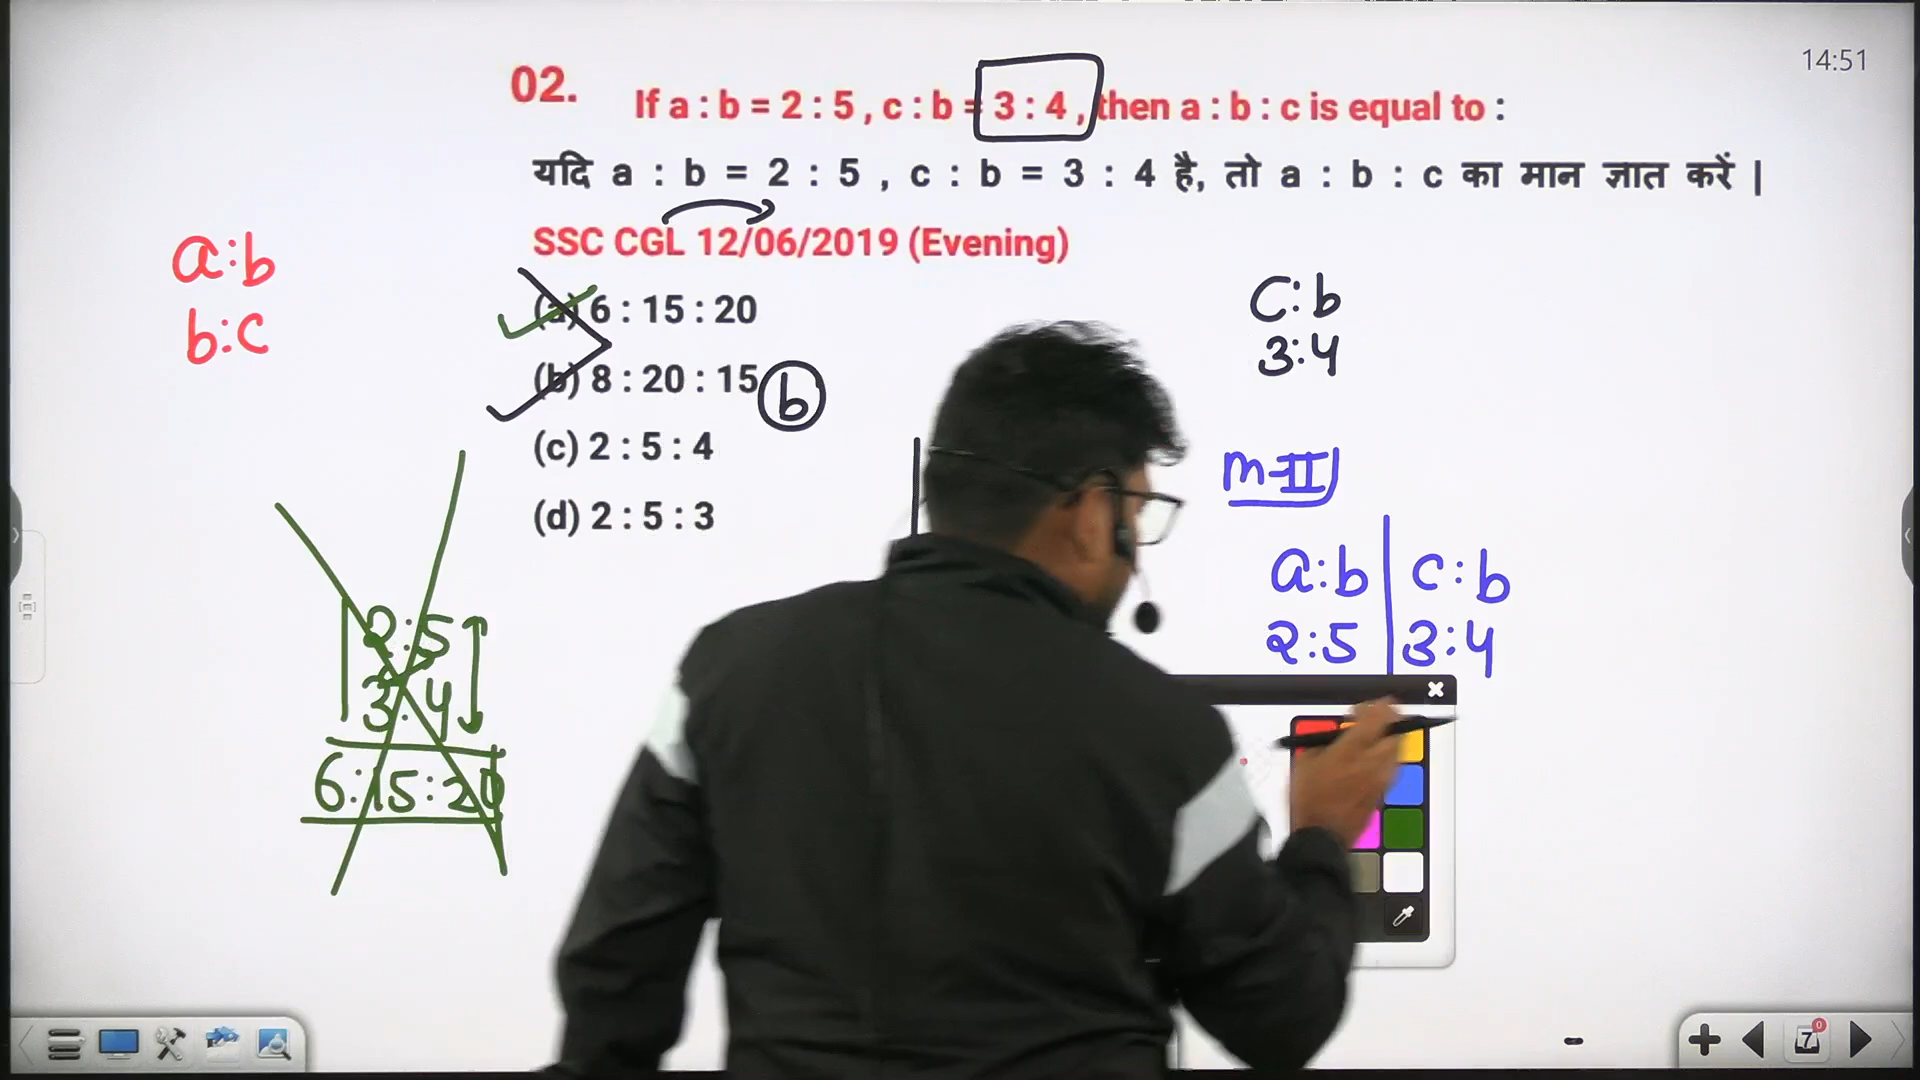 14:51
02. If a : b = 2 : 5 , c : b = 3 : 4 , then a : b : c is equal to :
यदि a : b = 2 : 5 , c : b = 3 : 4 है, तो a : b : c का मान ज्ञात करें |
SSC CGL 12/06/2019 (Evening)
a:b
b:c
(a) 6 : 15 : 20
(b) 8 : 20 : 15
b
(c) 2 : 5 : 4
(d) 2 : 5 : 3
C:b
3:4
m-II
a:b | c:b
2:5 | 3:4
2:5
3:4
6:15:20
7
0